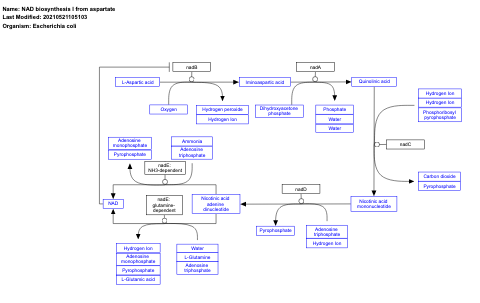 Name: NAD biosynthesis I from aspartate
Last Modified: 20210521105103
Organism: Escherichia coli
nadB
nadA
L-Aspartic acid
Iminoaspartic acid
Quinolinic acid
Oxygen
Hydrogen peroxide
Hydrogen Ion
Dihydroxyacetone
phosphate
Phosphate
Water
Water
Hydrogen Ion
Hydrogen Ion
Phosphoribosyl
pyrophosphate
nadC
Carbon dioxide
Pyrophosphate
Adenosine
monophosphate
Pyrophosphate
Ammonia
Adenosine
triphosphate
nadE:
NH3-dependent
NAD
nadE:
glutamine-
dependent
Nicotinic acid
adenine
dinucleotide
nadD
Nicotinic acid
mononucleotide
Pyrophosphate
Adenosine
triphosphate
Hydrogen Ion
Hydrogen Ion
Adenosine
monophosphate
Pyrophosphate
L-Glutamic acid
Water
L-Glutamine
Adenosine
triphosphate